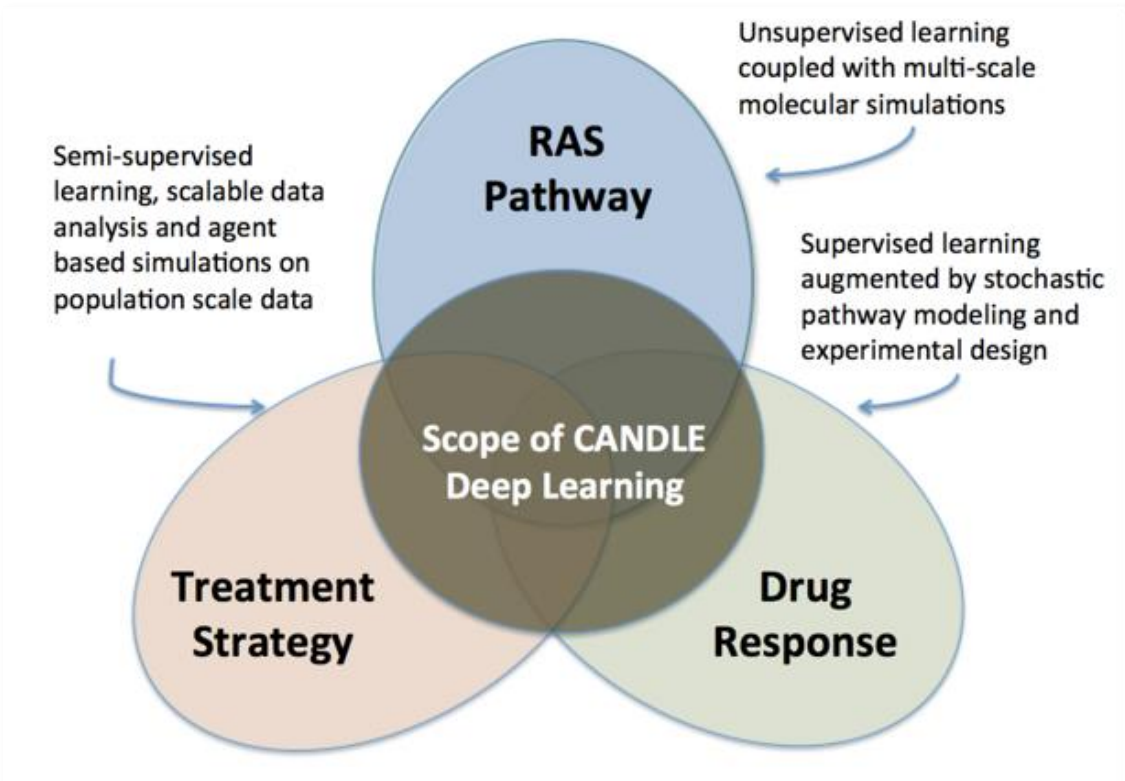 Unsupervised learning
coupled with multi-scale
molecular simulations
RAS
Pathway
Semi-supervised
learning, scalable data
analysis and agent
based simulations on
population scale data
Supervised learning
augmented by stochastic
pathway modeling and
experimental design
Scope of CANDLE
Deep Learning
Treatment
Strategy
Drug
Response